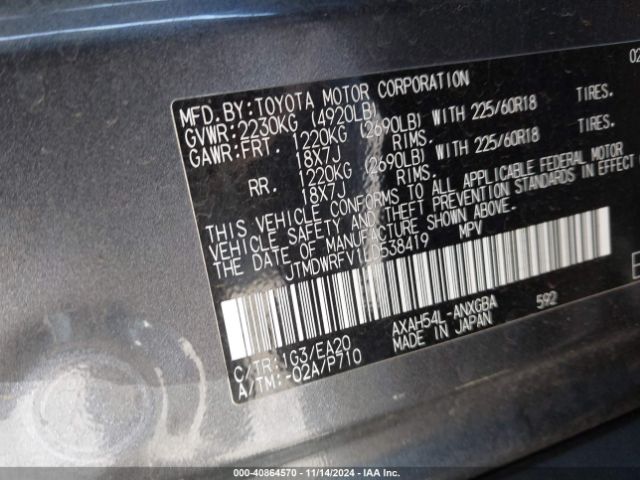 02
MFD. BY: TOYOTA MOTOR CORPORATION
GVWR: 2230KG (4920LB)
GAWR: FRT. 1220KG (2690LB) WITH 225/60R18 TIRES.
18X7J RIMS.
RR. 1220KG (2690LB) WITH 225/60R18 TIRES.
18X7J RIMS.
THIS VEHICLE CONFORMS TO ALL APPLICABLE FEDERAL MOTOR
VEHICLE SAFETY AND THEFT PREVENTION STANDARDS IN EFFECT
THE DATE OF MANUFACTURE SHOWN ABOVE.
MPV
592
C/TR: 1G3/EA20 AXAH54L-ANXGBA
A/TM: -02A/P710 MADE IN JAPAN
000-40864570 - 11/14/2024 - IAA Inc.